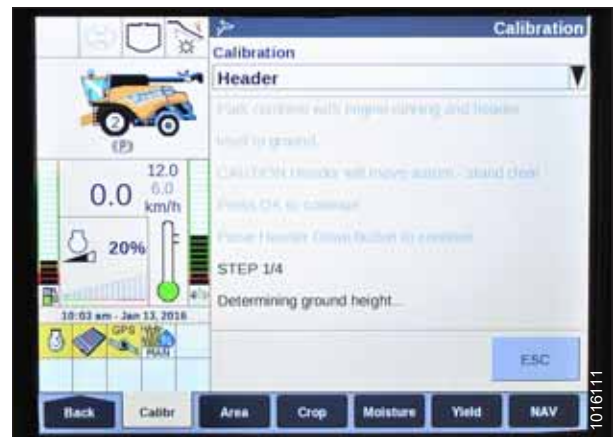 Calibration
Calibration
Header
Park combine with engine running and header
level to ground.
CAUTION Header will move autom - stand clear
Press OK to continue
Press Header Down Button to continue
STEP 1/4
Determining ground height...
ESC
2
(P)
12.0
0.0
6.0
km/h
20%
10:03 am - Jan 13, 2016
GPS
MAN
Back
Calibr
Area
Crop
Moisture
Yield
NAV
1016111